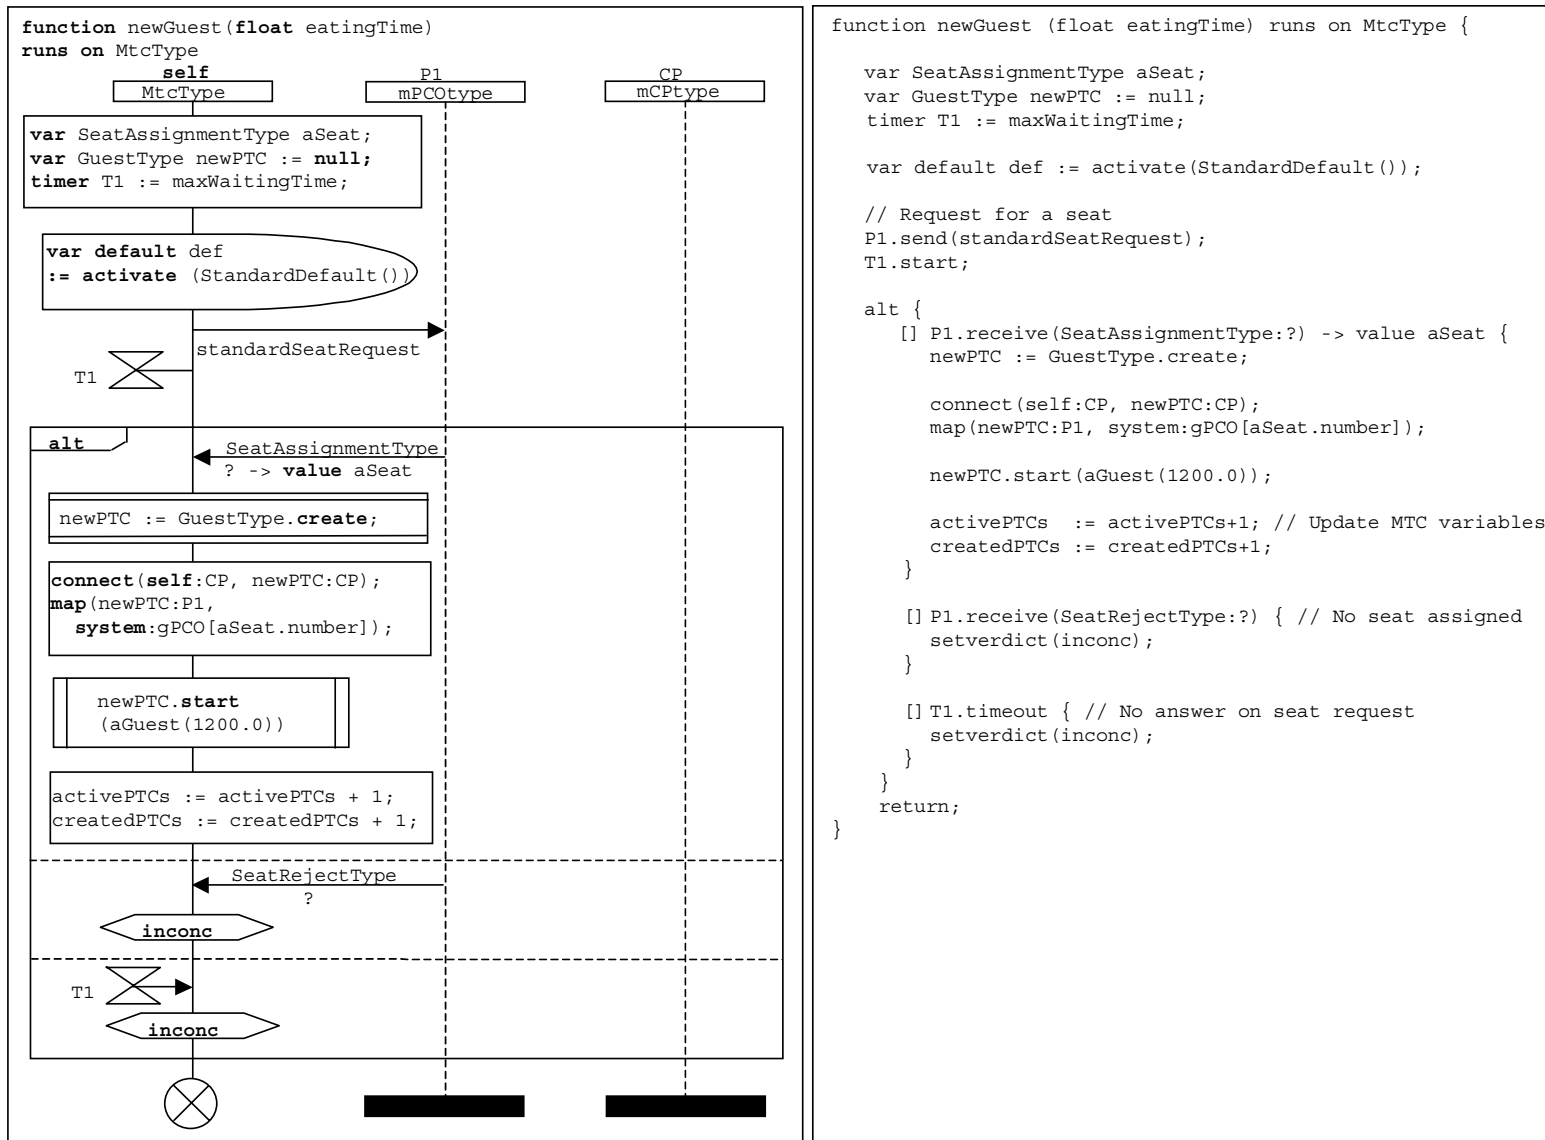 function newGuest(float eatingTime)
runs on MtcType
self
MtcType
P1
mPCOtype
CP
mCPtype
var SeatAssignmentType aSeat;
var GuestType newPTC := null;
timer T1 := maxWaitingTime;
var default def
:= activate (StandardDefault())
standardSeatRequest
T1
alt
SeatAssignmentType
? -> value aSeat
newPTC := GuestType.create;
connect(self:CP, newPTC:CP);
map(newPTC:P1,
system:gPCO[aSeat.number]);
newPTC.start
(aGuest(1200.0))
activePTCs := activePTCs + 1;
createdPTCs := createdPTCs + 1;
SeatRejectType
?
inconc
T1
inconc
function newGuest (float eatingTime) runs on MtcType {
var SeatAssignmentType aSeat;
var GuestType newPTC := null;
timer T1 := maxWaitingTime;
var default def := activate(StandardDefault());
// Request for a seat
P1.send(standardSeatRequest);
T1.start;
alt {
[] P1.receive(SeatAssignmentType:?) -> value aSeat {
newPTC := GuestType.create;
connect(self:CP, newPTC:CP);
map(newPTC:P1, system:gPCO[aSeat.number]);
newPTC.start(aGuest(1200.0));
activePTCs := activePTCs+1; // Update MTC variables
createdPTCs := createdPTCs+1;
}
[] P1.receive(SeatRejectType:?) { // No seat assigned
setverdict(inconc);
}
[] T1.timeout { // No answer on seat request
setverdict(inconc);
}
}
return;
}